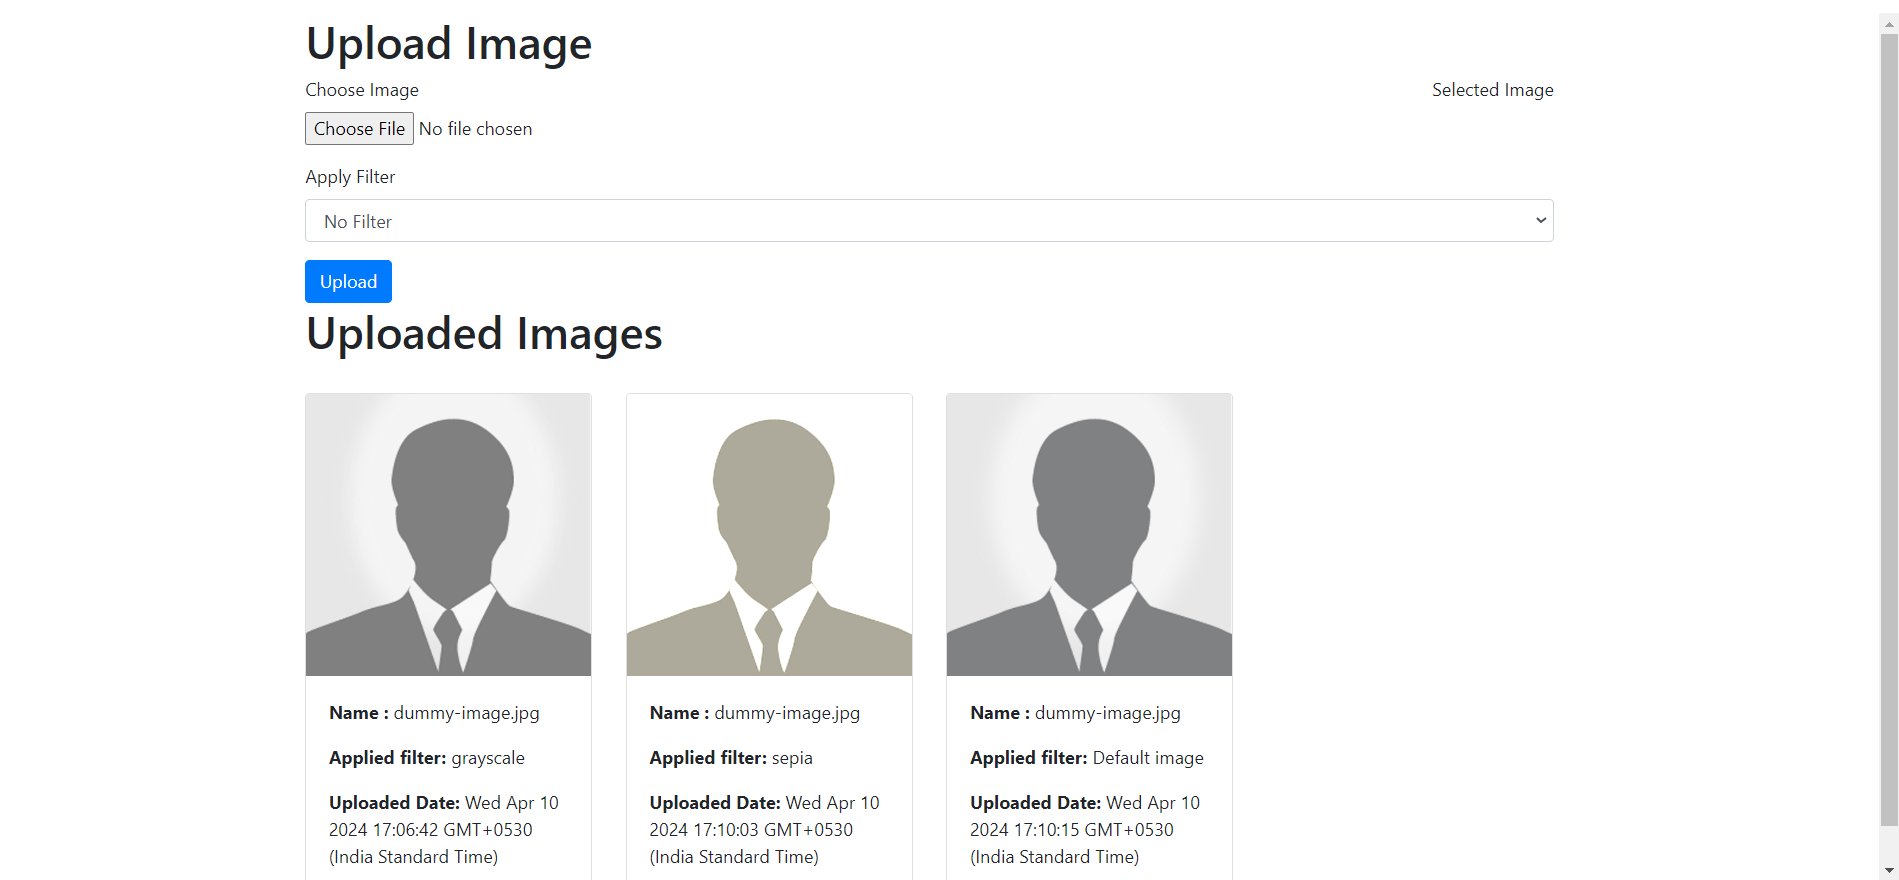 Upload Image
Choose Image
Selected Image
Choose File No file chosen
Apply Filter
No Filter
Upload
Uploaded Images
Name : dummy-image.jpg
Applied filter: grayscale
Uploaded Date: Wed Apr 10
2024 17:06:42 GMT+0530
(India Standard Time)
Name : dummy-image.jpg
Applied filter: sepia
Uploaded Date: Wed Apr 10
2024 17:10:03 GMT+0530
(India Standard Time)
Name : dummy-image.jpg
Applied filter: Default image
Uploaded Date: Wed Apr 10
2024 17:10:15 GMT+0530
(India Standard Time)